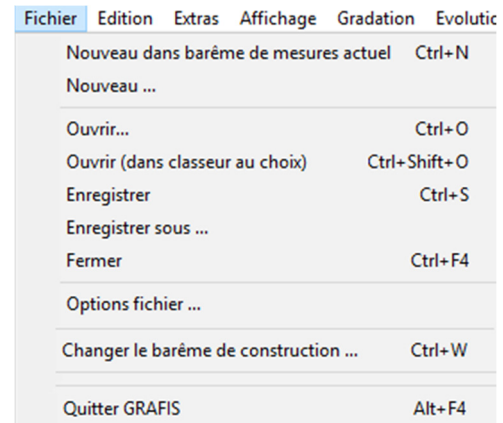 Fichier Edition Extras Affichage Gradation Evolutic
Nouveau dans barême de mesures actuel Ctrl+N
Nouveau ...
Ouvrir... Ctrl+O
Ouvrir (dans classeur au choix) Ctrl+Shift+O
Enregistrer Ctrl+S
Enregistrer sous ...
Fermer Ctrl+F4
Options fichier ...
Changer le barême de construction ... Ctrl+W
Quitter GRAFIS Alt+F4